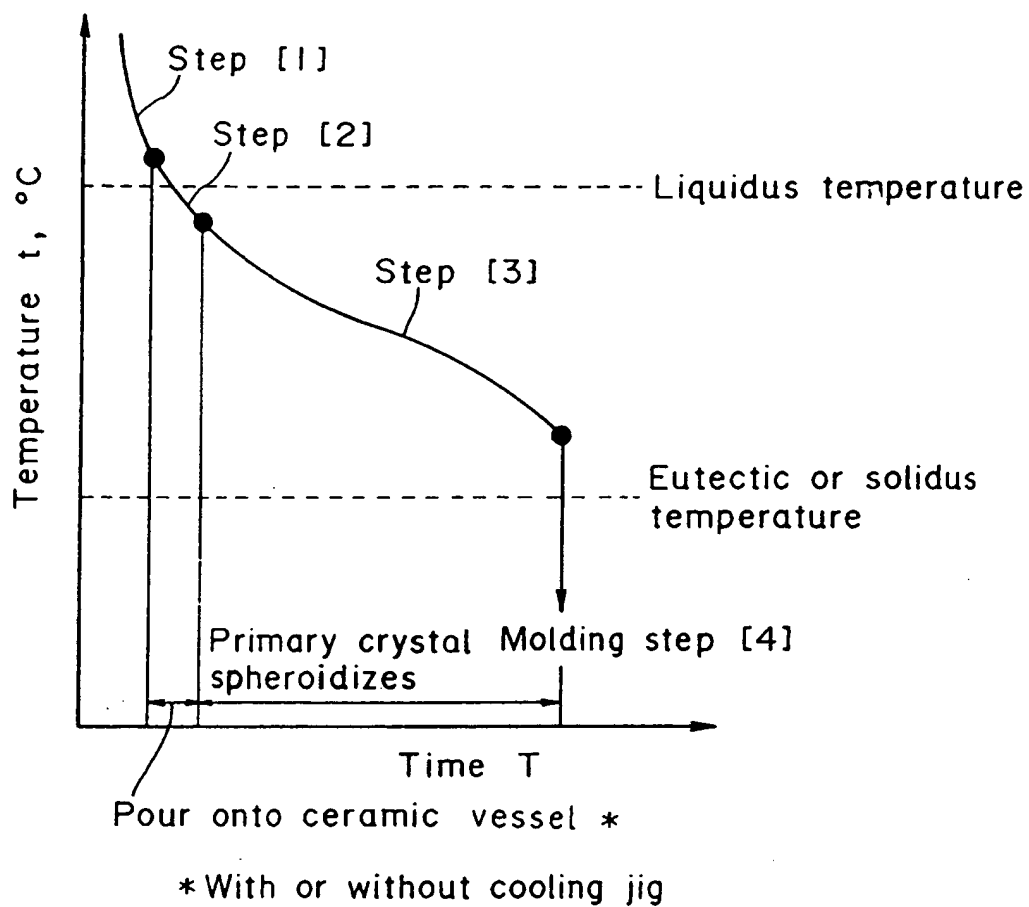 Step [1]
Step [2]
Liquidus temperature
Step [3]
Temperature t, °C
Eutectic or solidus
temperature
Primary crystal
spheroidizes
Molding step [4]
Time T
Pour onto ceramic vessel *
* With or without cooling jig